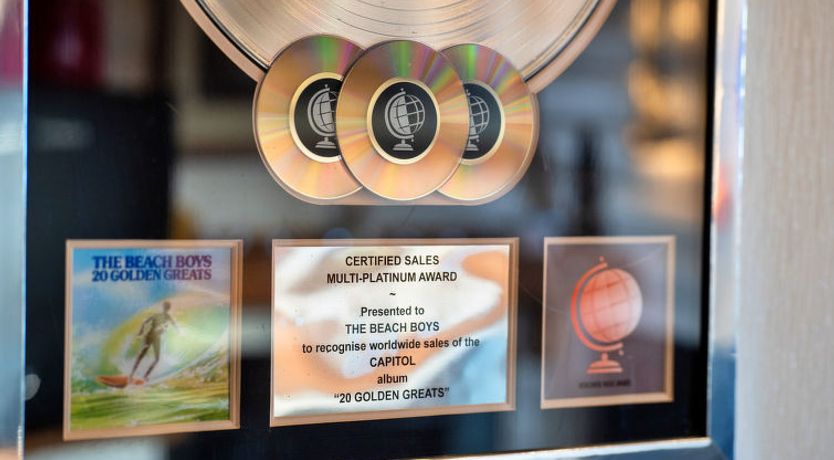 THE BEACH BOYS
20 GOLDEN GREATS
CERTIFIED SALES
MULTI-PLATINUM AWARD
~
Presented to
THE BEACH BOYS
to recognise worldwide sales of the
CAPITOL
album
“20 GOLDEN GREATS”